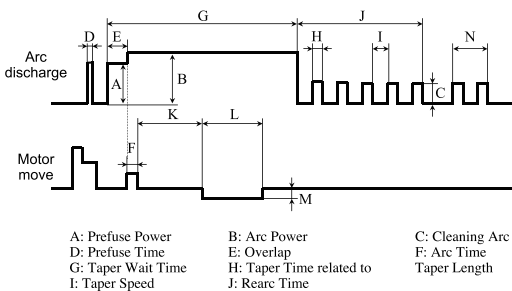 G
J
D
E
H
I
N
Arc
discharge
A
B
C
K
L
F
Motor
move
M
A: Prefuse Power
B: Arc Power
C: Cleaning Arc
D: Prefuse Time
E: Overlap
F: Arc Time
G: Taper Wait Time
H: Taper Time related to
Taper Length
I: Taper Speed
J: Rearc Time